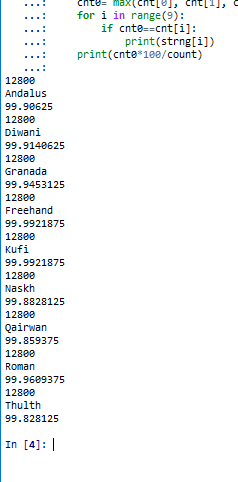 ...: cnt0= max(cnt[0], cnt[i], c
...: for i in range(9):
...: if cnt0==cnt[i]:
...: print(strng[i])
...: print(cnt0*100/count)
...:
12800
Andalus
99.90625
12800
Diwani
99.9140625
12800
Granada
99.9453125
12800
Freehand
99.9921875
12800
Kufi
99.9921875
12800
Naskh
99.8828125
12800
Qairwan
99.859375
12800
Roman
99.9609375
12800
Thulth
99.828125
In [4]: